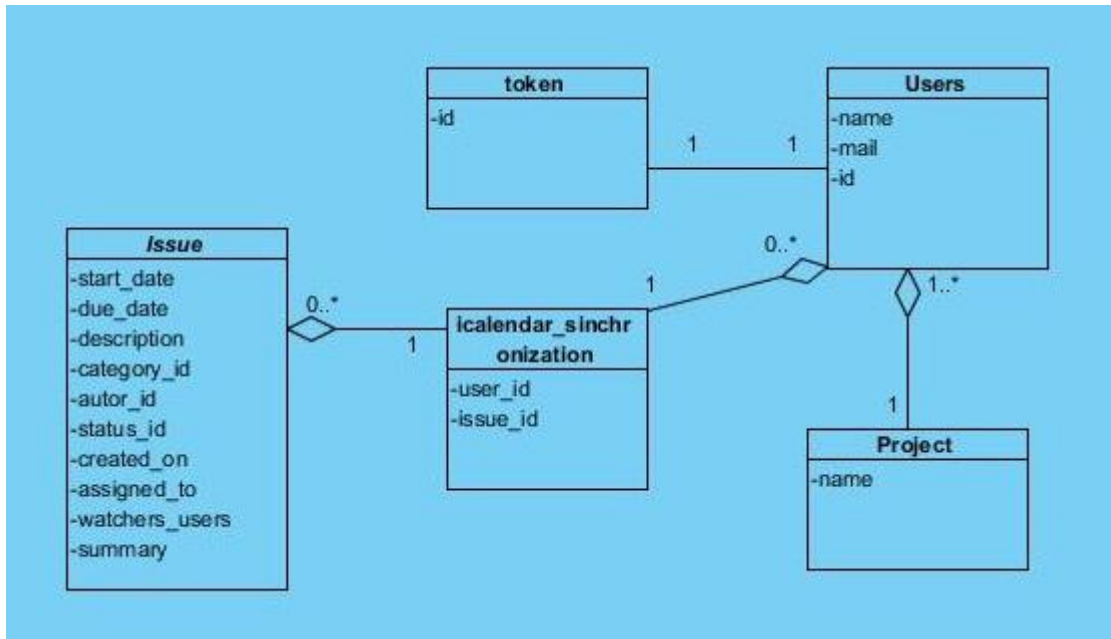 token
-id
Users
-name
-mail
-id
1
1
Issue
-start_date
-due_date
-description
-category_id
-autor_id
-status_id
-created_on
-assigned_to
-watchers_users
-summary
0..*
1
icalendar_sinchr
onization
-user_id
-issue_id
1
0..*
1..*
1
Project
-name